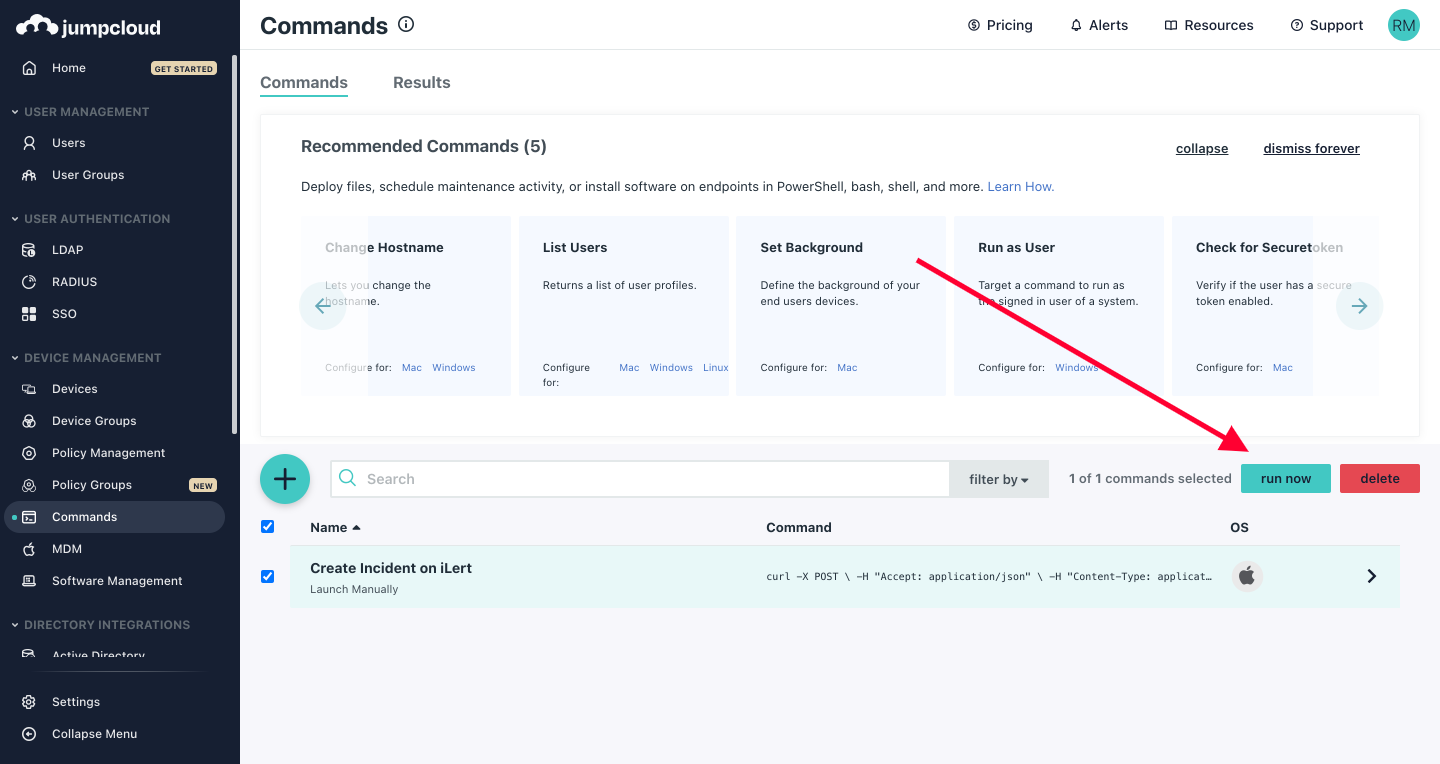 jumpcloud
Home GET STARTED
USER MANAGEMENT
Users
User Groups
USER AUTHENTICATION
LDAP
RADIUS
SSO
DEVICE MANAGEMENT
Devices
Device Groups
Policy Management
Policy Groups NEW
Commands
MDM
Software Management
DIRECTORY INTEGRATIONS
Active Directory
Settings
Collapse Menu
Commands
Pricing Alerts Resources Support RM
Commands Results
Recommended Commands (5) collapse dismiss forever
Deploy files, schedule maintenance activity, or install software on endpoints in PowerShell, bash, shell, and more. Learn How.
Change Hostname
Lets you change the
hostname.
Configure for: Mac Windows
List Users
Returns a list of user profiles.
Configure Mac Windows Linux
for:
Set Background
Define the background of your
end users devices.
Configure for: Mac
Run as User
Target a command to run as
the signed in user of a system.
Configure for: Windows
Check for Securetoken
Verify if the user has a secure
token enabled.
Configure for: Mac
Search filter by 1 of 1 commands selected run now delete
Name Command OS
Create Incident on iLert
Launch Manually
curl -X POST \ -H "Accept: application/json" \ -H "Content-Type: applicat…